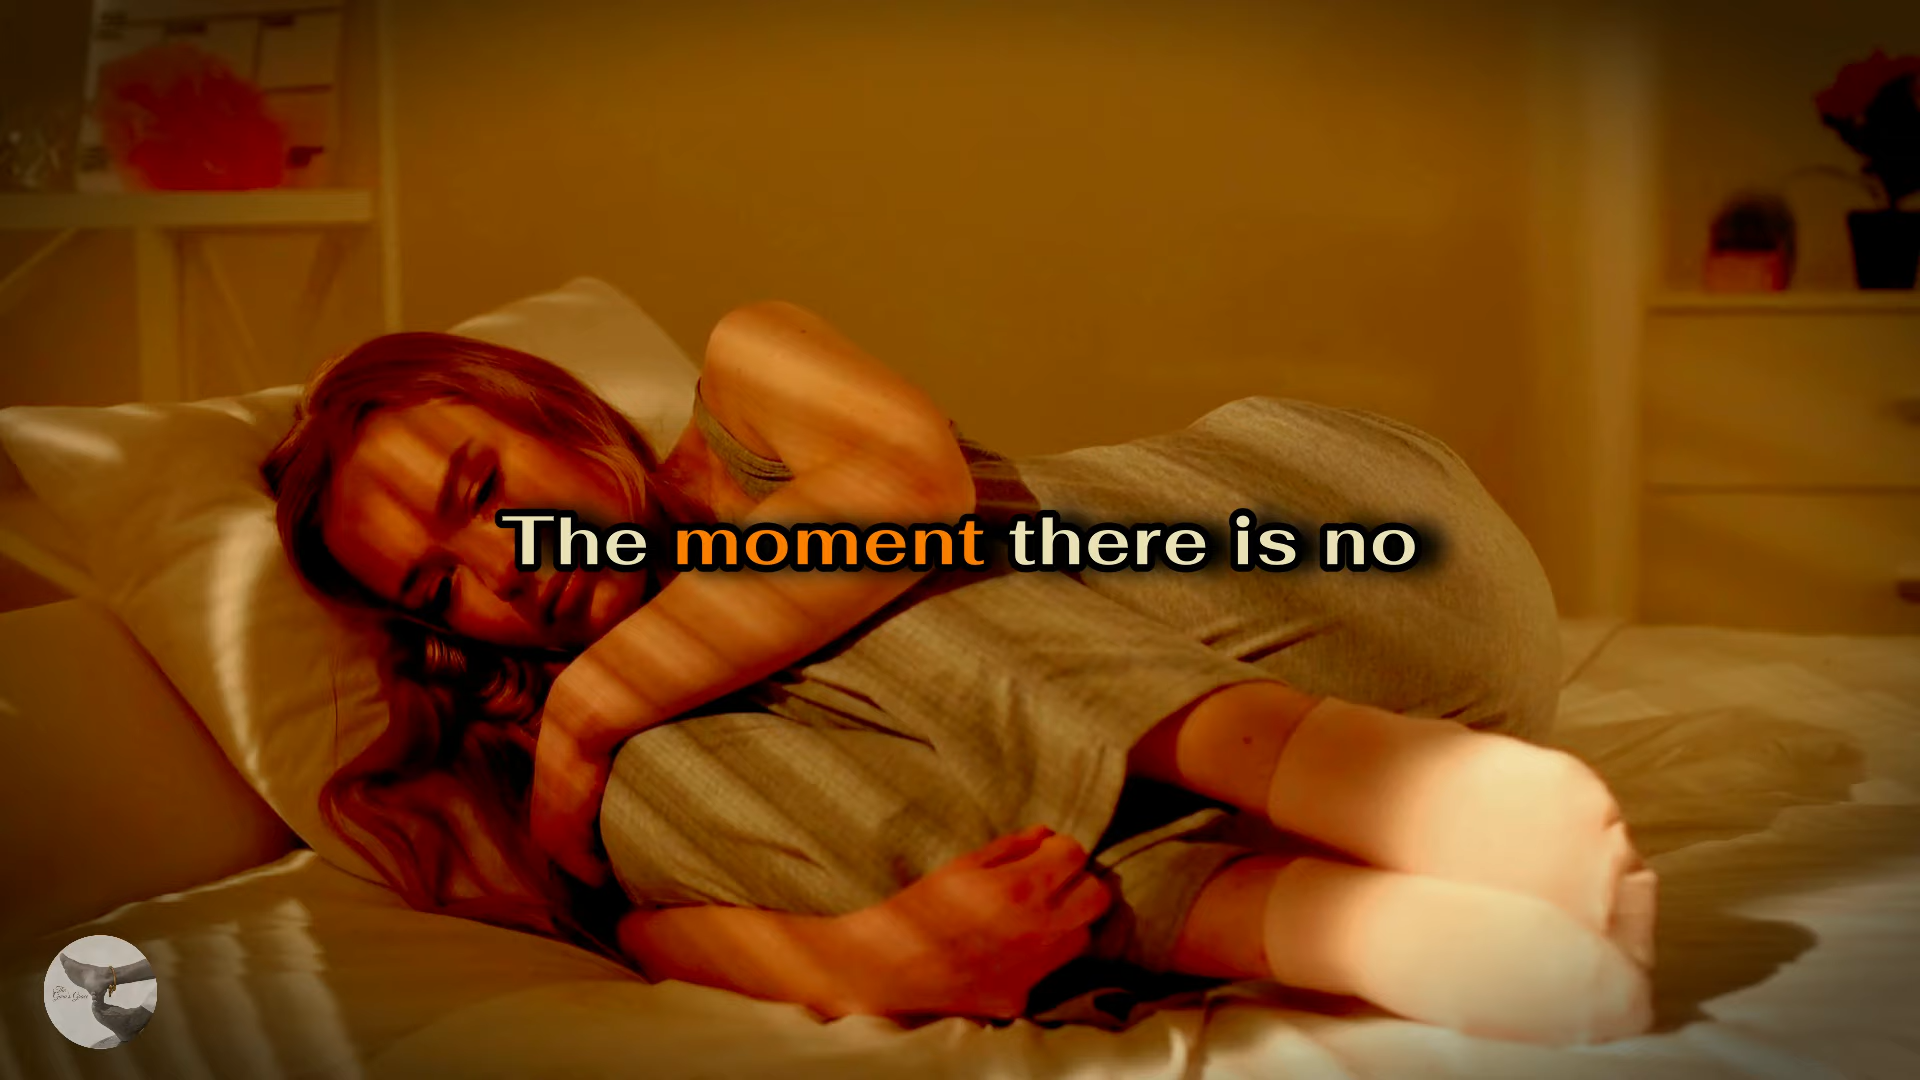 The moment there is no